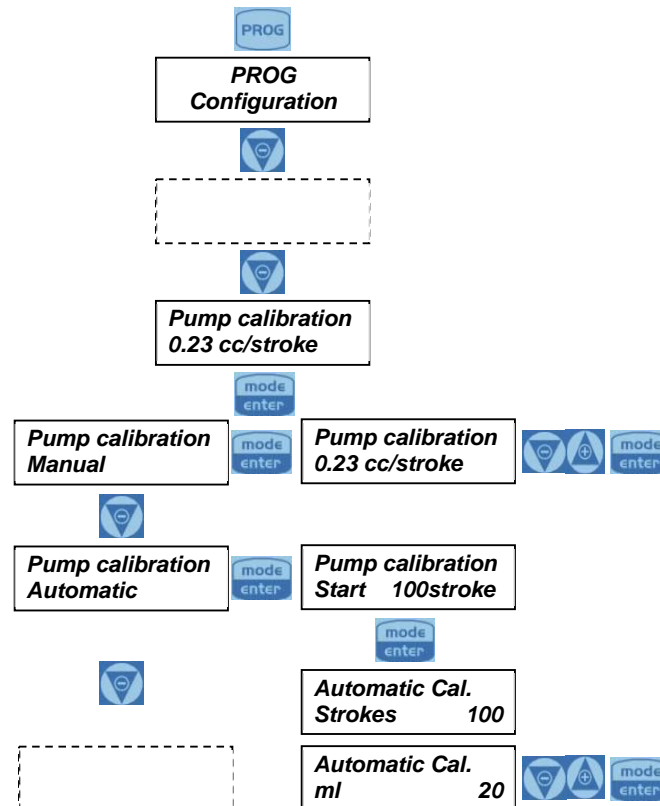 PROG
PROG
Configuration
Pump calibration
0.23 cc/stroke
mode
enter
Pump calibration
Manual
mode
enter
Pump calibration
0.23 cc/stroke
mode
enter
Pump calibration
Automatic
mode
enter
Pump calibration
Start 100stroke
mode
enter
Automatic Cal.
Strokes 100
Automatic Cal.
ml 20
mode
enter